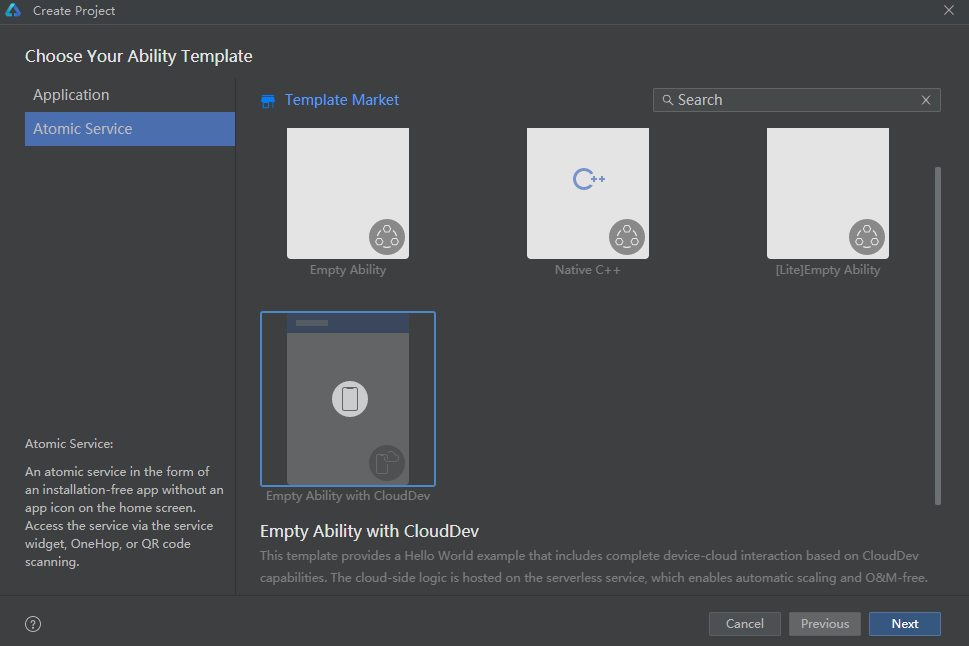 Create Project
Choose Your Ability Template
Application
Atomic Service
Template Market
Search
C++
Empty Ability
Native C++
[Lite]Empty Ability
Empty Ability with CloudDev
Atomic Service:
An atomic service in the form of
an installation-free app without an
app icon on the home screen.
Access the service via the service
widget, OneHop, or QR code
scanning.
Empty Ability with CloudDev
This template provides a Hello World example that includes complete device-cloud interaction based on CloudDev
capabilities. The cloud-side logic is hosted on the serverless service, which enables automatic scaling and O&M-free.
?
Cancel
Previous
Next